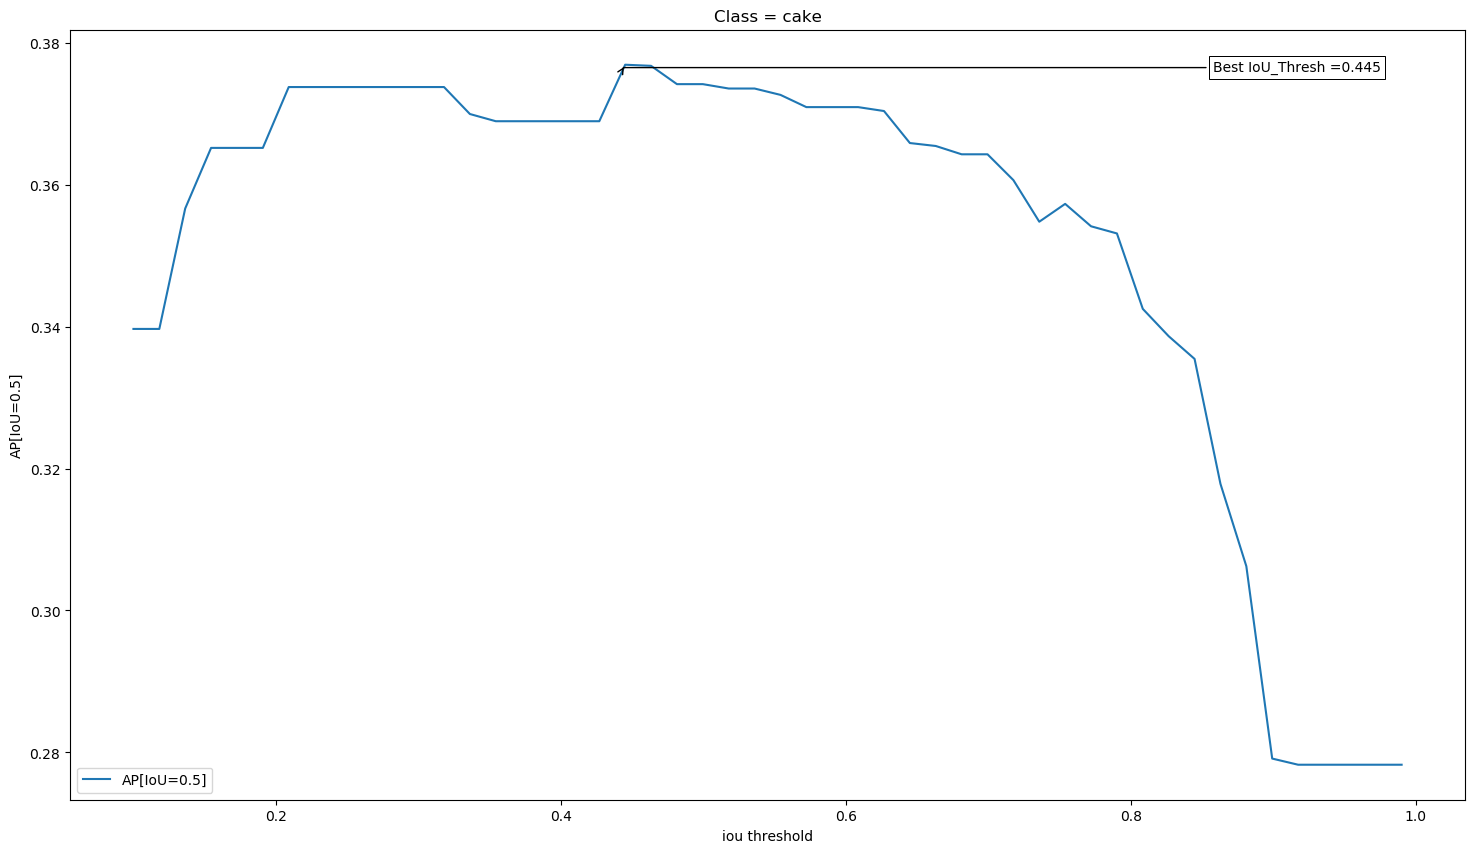 Class = cake
0.38
0.36
0.34
0.32
0.30
0.28
AP[IoU=0.5]
Best IoU_Thresh =0.445
AP[IoU=0.5]
0.2
0.4
0.6
0.8
1.0
iou threshold